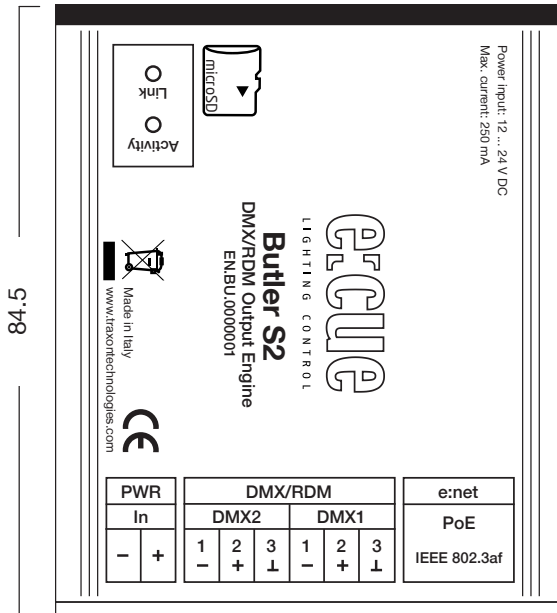 84.5
Power input: 12 ... 24 V DC
Max. current: 250 mA
microSD
Link
Activity
e:cue
LIGHTING CONTROL
Butler S2
DMX/RDM Output Engine
EN.BU.0000001
Made in Italy
www.traxontechnologies.com
CE
PWR DMX/RDM e:net
In DMX2 DMX1 PoE
1 2 3 1 2 3
− + − + ⊥ − + ⊥ IEEE 802.3af